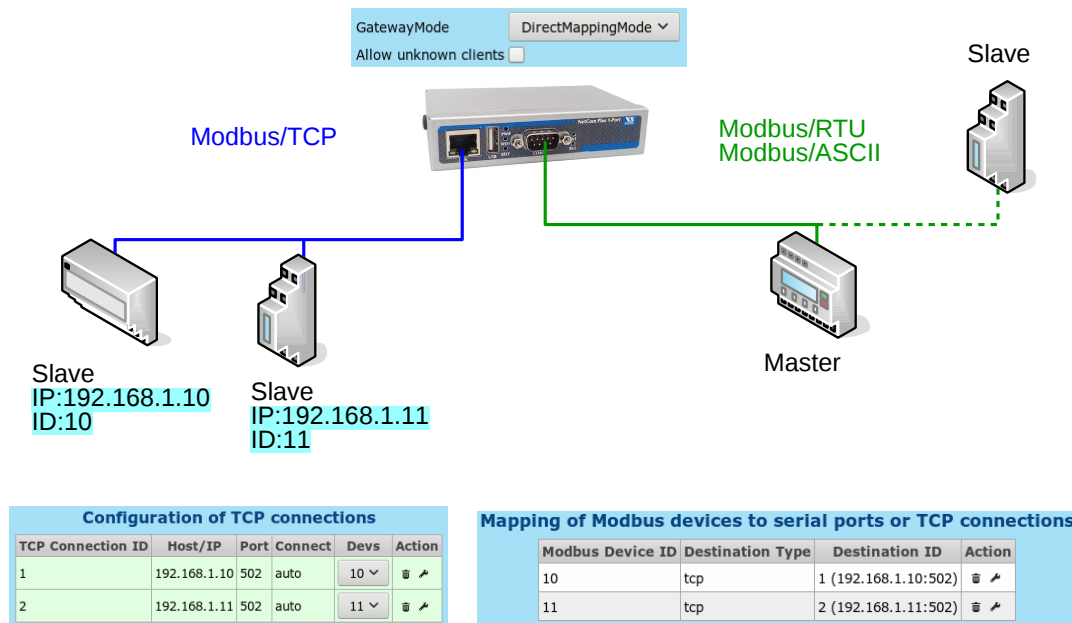 GatewayMode DirectMappingMode
Allow unknown clients
Slave
NetCom Plus 1-Port
Modbus/TCP
Modbus/RTU
Modbus/ASCII
Master
Slave
IP:192.168.1.10
ID:10
Slave
IP:192.168.1.11
ID:11
Configuration of TCP connections
TCP Connection ID Host/IP Port Connect Devs Action
1 192.168.1.10 502 auto 10
2 192.168.1.11 502 auto 11
Mapping of Modbus devices to serial ports or TCP connections
Modbus Device ID Destination Type Destination ID Action
10 tcp 1 (192.168.1.10:502)
11 tcp 2 (192.168.1.11:502)